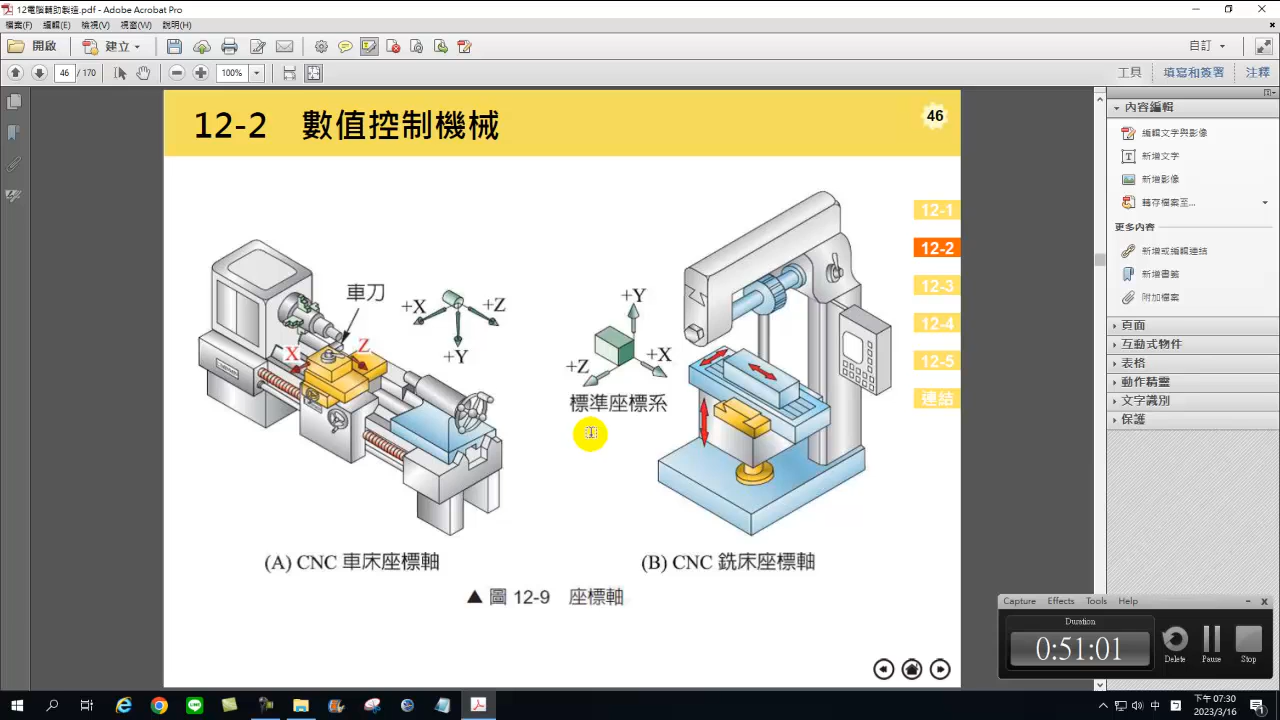 12電腦輔助製造.pdf - Adobe Acrobat Pro
檔案(F) 編輯(E) 檢視(V) 視窗(W) 說明(H)
開啟 建立 自訂
46 / 170 100% 工具 填寫和簽署 注釋
12-2 數值控制機械
46
12-1
12-2
12-3
12-4
12-5
連結
車刀
+X
+Z
+Y
X
Z
+Y
+X
+Z
標準座標系
(A) CNC 車床座標軸
(B) CNC 銑床座標軸
▲ 圖 12-9 座標軸
內容編輯
編輯文字與影像
新增文字
新增影像
轉存檔案至...
更多內容
新增或編輯連結
新增書籤
附加檔案
頁面
互動式物件
表格
動作精靈
文字識別
保護
Capture Effects Tools Help
Duration
0:51:01
Delete Pause Stop
中
下午 07:30
2023/3/16